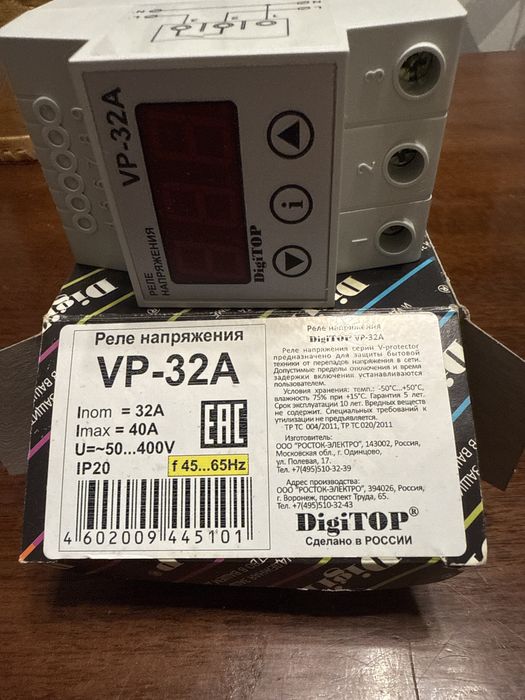 VP-32A
РЕЛЕ
НАПРЯЖЕНИЯ
DigiTOP
i
3
2
1
DigiTOP
Реле напряжения
VP-32A
Inom = 32A
Imax = 40A
U=~50...400V
IP20
f 45...65Hz
EAC
4 602009 445101
Реле напряжения
DigiTOP VP-32A
Реле напряжения серии V-protector
предназначено для защиты бытовой
техники от перепадов напряжения в сети.
Допустимые пределы отключения и время
задержки включения устанавливаются
пользователем.
Условия хранения: темп.: -50°С...+50°С,
влажность 75% при +15°С. Гарантия 5 лет.
Срок эксплуатации 10 лет. Вредных веществ
не содержит. Специальных требований к
утилизации не предъявляется.
ТР ТС 004/2011, ТР ТС 020/2011
Изготовитель:
ООО "РОСТОК-ЭЛЕКТРО", 143002, Россия,
Московская обл., г. Одинцово,
ул. Полевая, 17.
Тел.+7(495)510-32-39
Адрес производства:
ООО "РОСТОК-ЭЛЕКТРО", 394026, Россия,
г. Воронеж, проспект Труда, 65.
Тел.+7(495)510-32-43
DigiTOP®
Сделано в РОССИИ
DigiTOP
DigiTOP